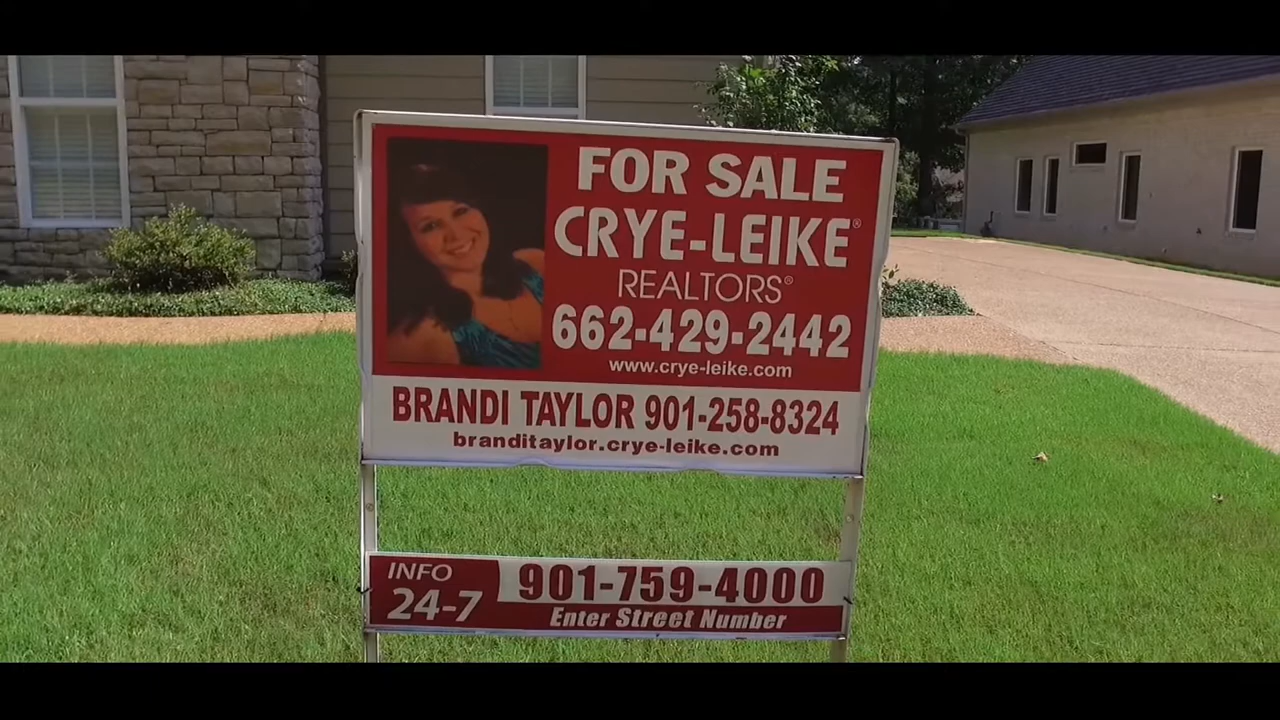 FOR SALE
CRYE-LEIKE®
REALTORS®
662-429-2442
www.crye-leike.com
BRANDI TAYLOR 901-258-8324
branditaylor.crye-leike.com
INFO
24-7
901-759-4000
Enter Street Number